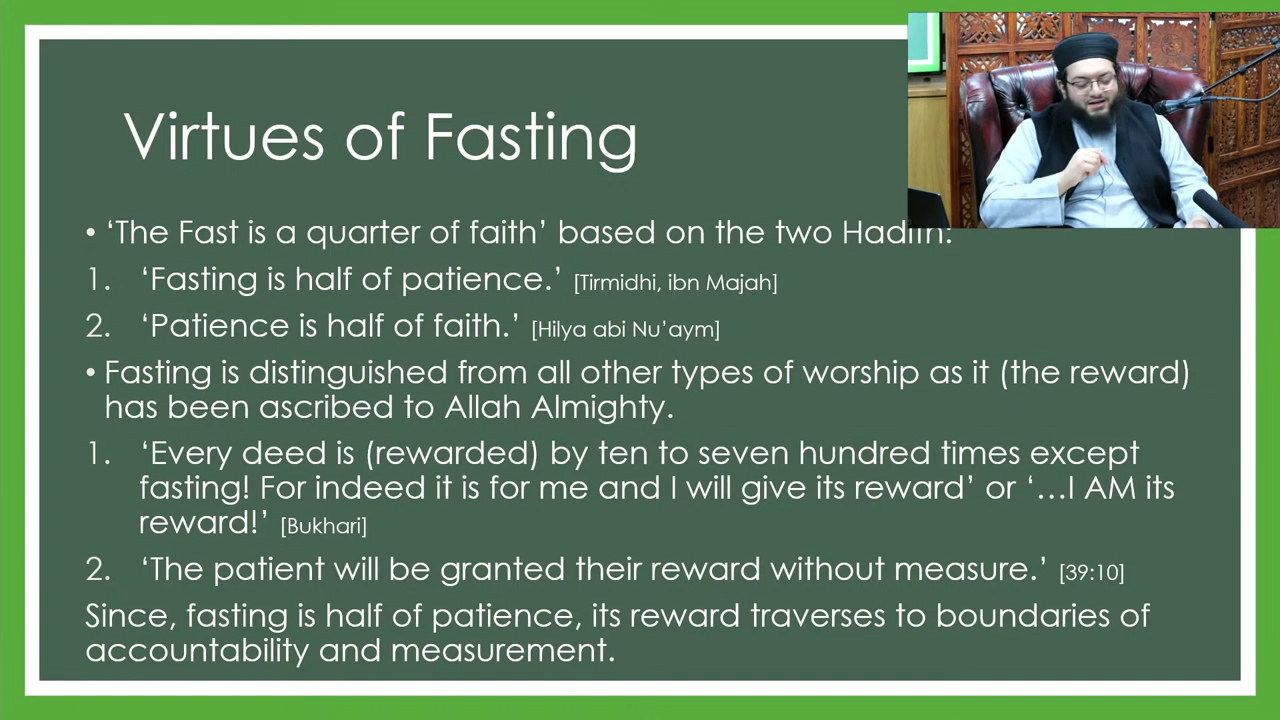 Virtues of Fasting
• ‘The Fast is a quarter of faith’ based on the two Hadith:
1. ‘Fasting is half of patience.’ [Tirmidhi, ibn Majah]
2. ‘Patience is half of faith.’ [Hilya abi Nu’aym]
• Fasting is distinguished from all other types of worship as it (the reward)
has been ascribed to Allah Almighty.
1. ‘Every deed is (rewarded) by ten to seven hundred times except
fasting! For indeed it is for me and I will give its reward’ or ‘…I AM its
reward!’ [Bukhari]
2. ‘The patient will be granted their reward without measure.’ [39:10]
Since, fasting is half of patience, its reward traverses to boundaries of
accountability and measurement.